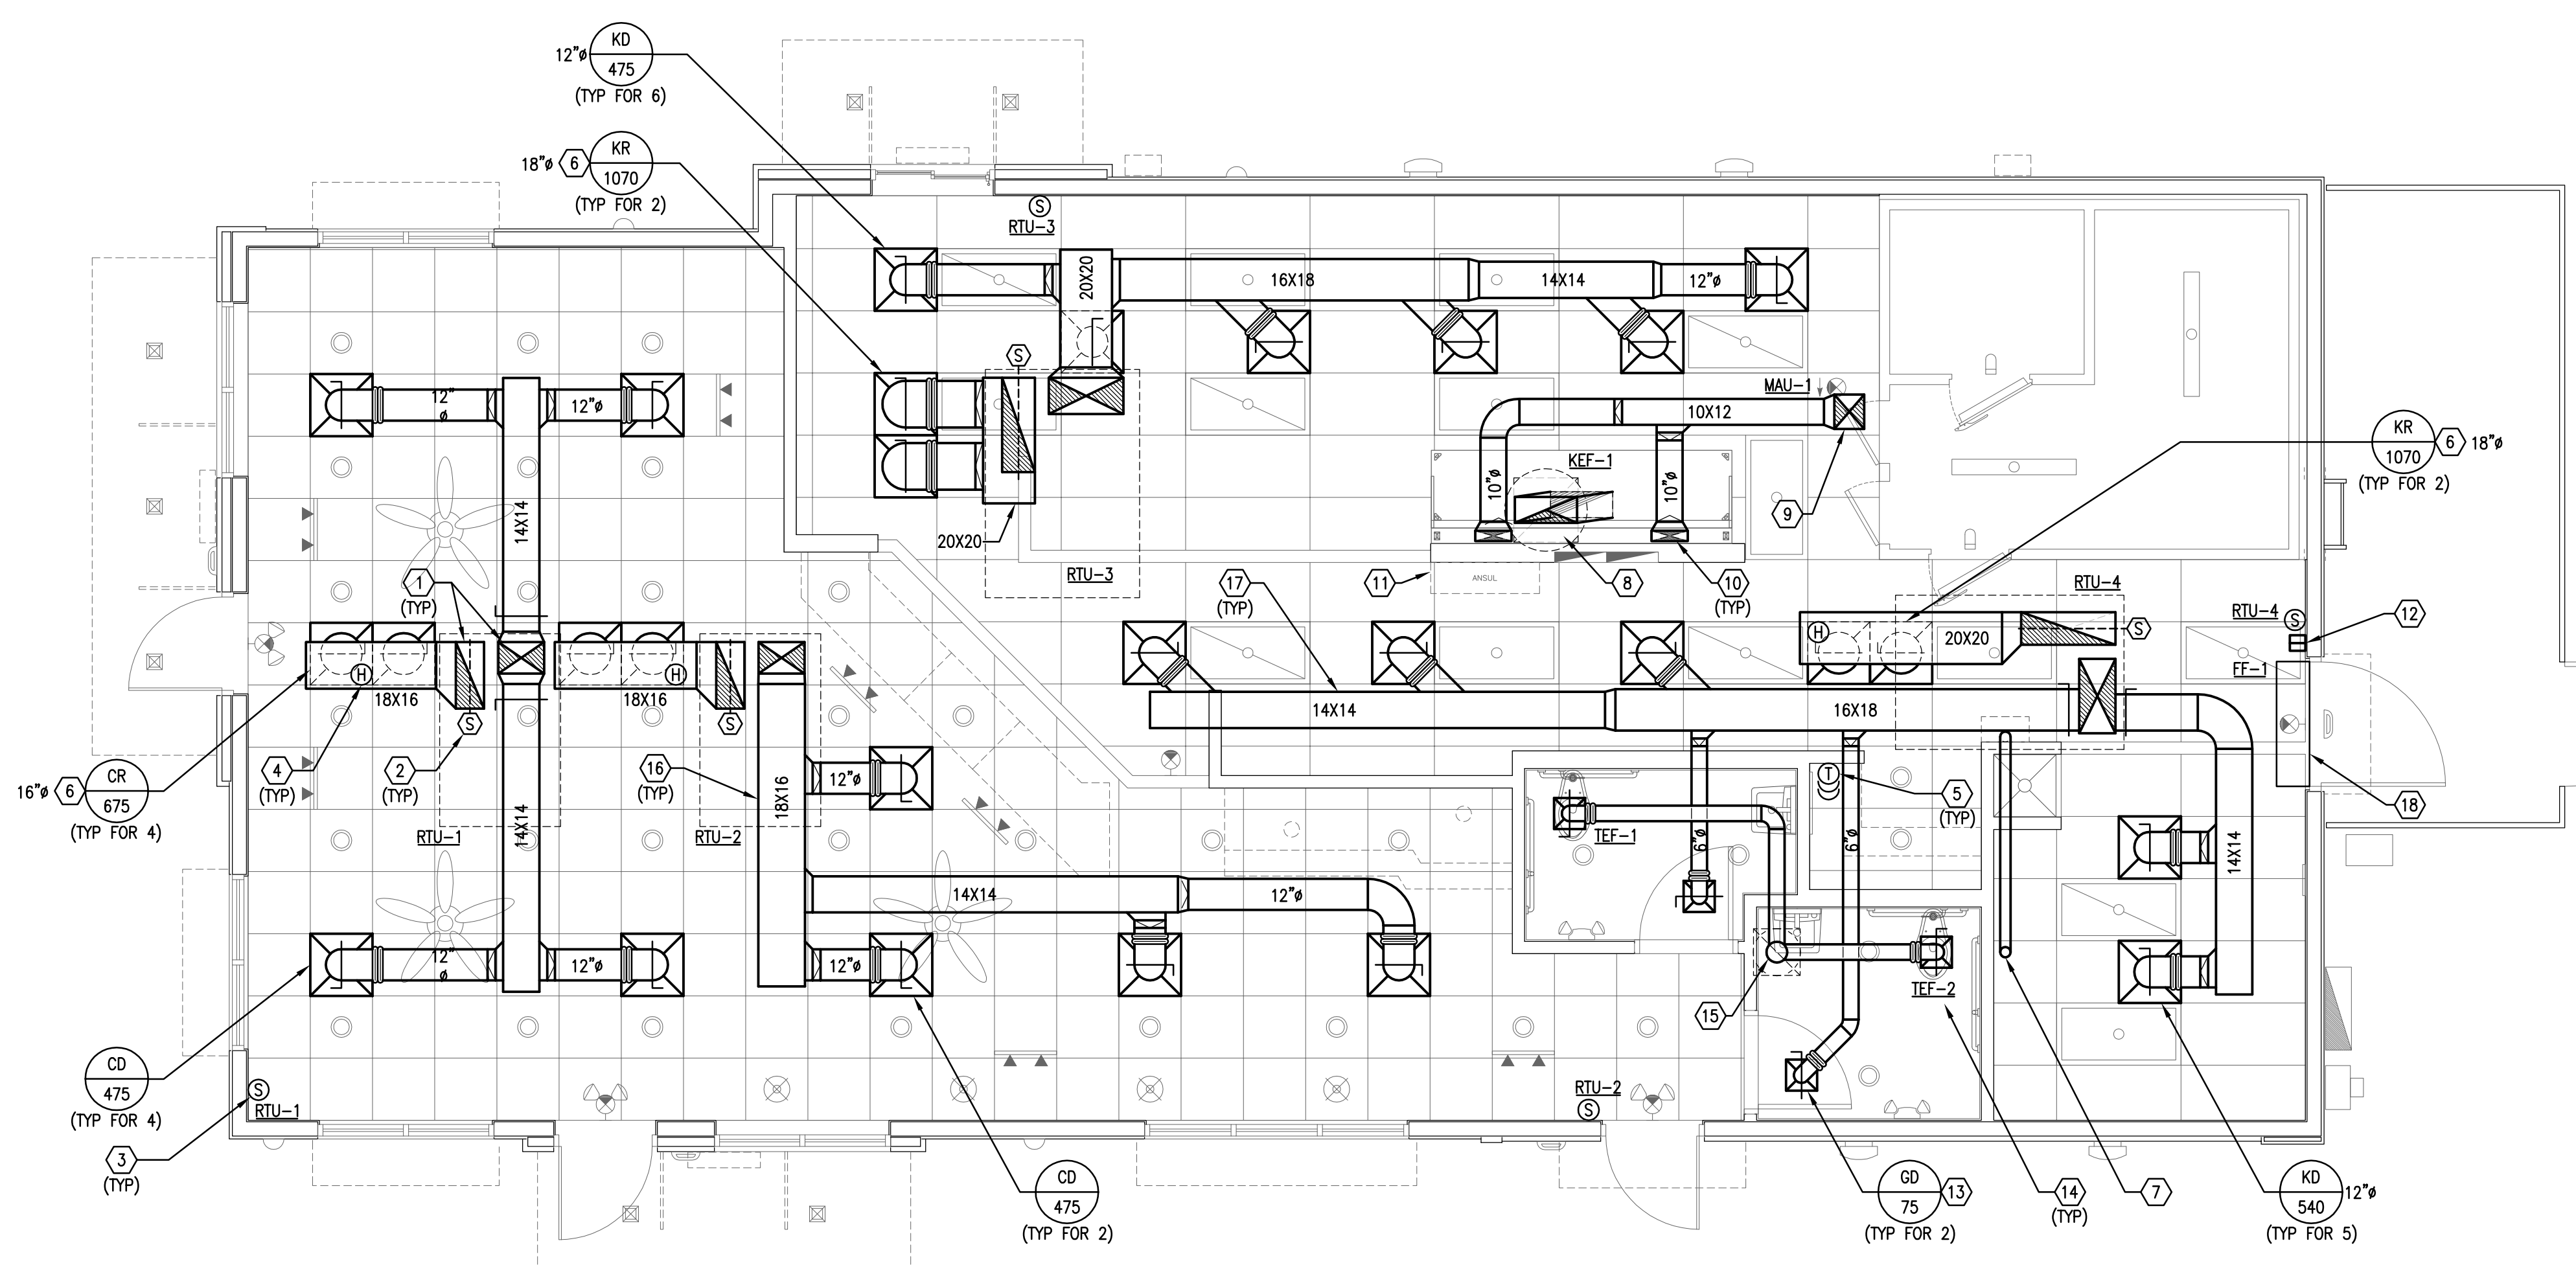 KD
12"ø
475
(TYP FOR 6)
KR
18"ø
6
1070
(TYP FOR 2)
S
RTU-3
20X20
16X18
14X14
12"ø
S
MAU-1
10X12
KR
6
18"ø
1070
(TYP FOR 2)
12"
ø
12"ø
14X14
KEF-1
10"ø
10"ø
9
20X20
RTU-3
1
(TYP)
17
(TYP)
11
ANSUL
8
10
(TYP)
RTU-4
RTU-4
S
12
H
20X20
S
FF-1
H
18X16
H
18X16
S
S
14X14
16X18
4
(TYP)
2
(TYP)
16
(TYP)
12"ø
T
5
(TYP)
16"ø
6
CR
675
(TYP FOR 4)
18
RTU-1
14X14
RTU-2
18X16
TEF-1
6"ø
6"ø
14X14
14X14
12"ø
12"
ø
12"ø
12"ø
TEF-2
15
CD
475
(TYP FOR 4)
S
RTU-1
RTU-2
S
3
(TYP)
CD
475
(TYP FOR 2)
GD
13
75
(TYP FOR 2)
14
(TYP)
7
KD
12"ø
540
(TYP FOR 5)